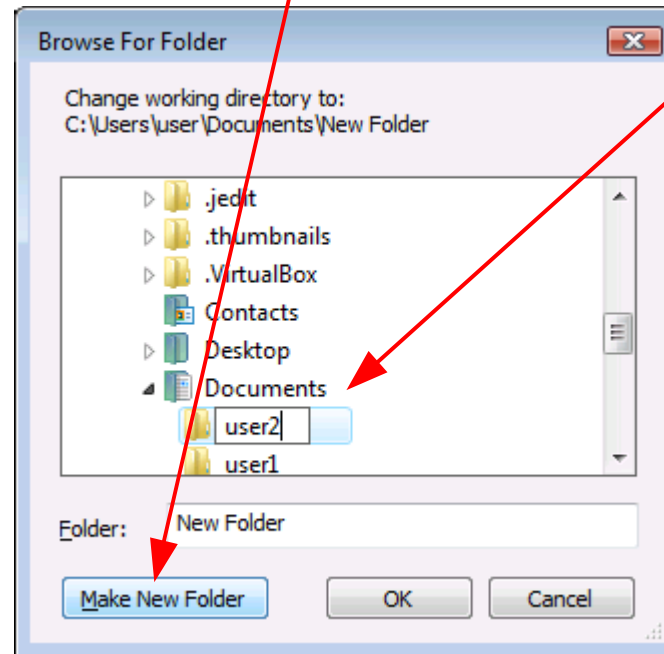 Browse For Folder
Change working directory to:
C:\Users\user\Documents\New Folder
.jedit
.thumbnails
.VirtualBox
Contacts
Desktop
Documents
user2
user1
Folder: New Folder
Make New Folder OK Cancel